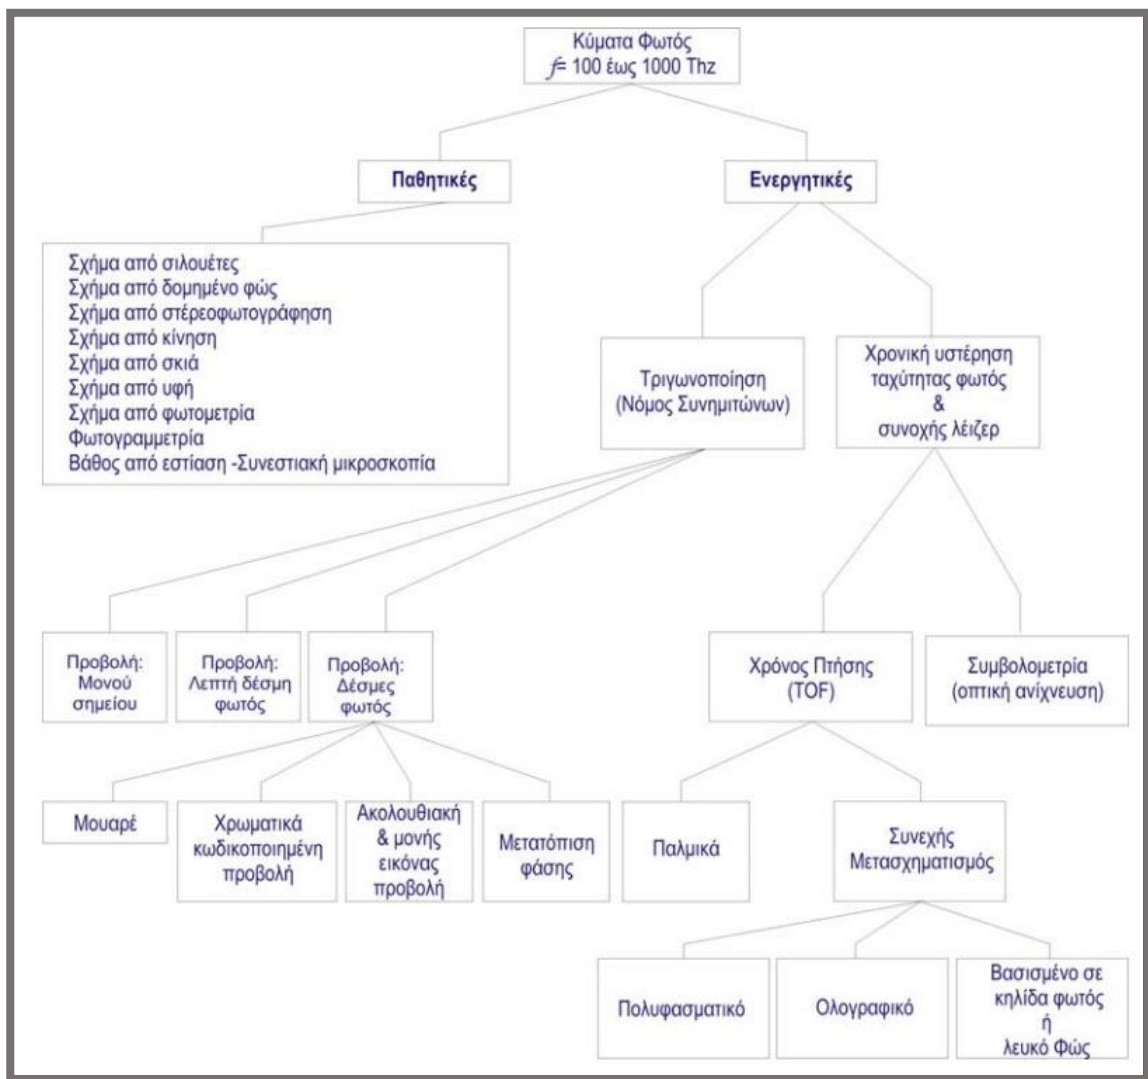 Κύματα Φωτός
f= 100 έως 1000 Thz
Παθητικές
Ενεργητικές
Σχήμα από σιλουέτες
Σχήμα από δομημένο φώς
Σχήμα από στέρεοφωτογράφηση
Σχήμα από κίνηση
Σχήμα από σκιά
Σχήμα από υφή
Σχήμα από φωτομετρία
Φωτογραμμετρία
Βάθος από εστίαση -Συνεστιακή μικροσκοπία
Τριγωνοποίηση
(Νόμος Συνημιτώνων)
Χρονική υστέρηση
ταχύτητας φωτός
&
συνοχής λέιζερ
Προβολή:
Μονού
σημείου
Προβολή:
Λεπτή δέσμη
φωτός
Προβολή:
Δέσμες
φωτός
Χρόνος Πτήσης
(TOF)
Συμβολομετρία
(οπτική ανίχνευση)
Μουαρέ
Χρωματικά
κωδικοποιημένη
προβολή
Ακολουθιακή
& μονής
εικόνας
προβολή
Μετατόπιση
φάσης
Παλμικά
Συνεχής
Μετασχηματισμός
Πολυφασματικό
Ολογραφικό
Βασισμένο σε
κηλίδα φωτός
ή
λευκό Φώς